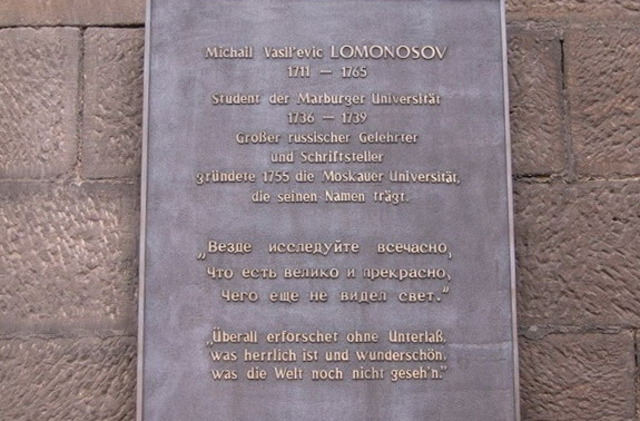 Michail Vasil'evic LOMONOSOV
1711 — 1765
Student der Marburger Universität
1736 — 1739
Großer russischer Gelehrter
und Schriftsteller
gründete 1755 die Moskauer Universität,
die seinen Namen trägt.
„Везде исследуйте всечасно,
Что есть велико и прекрасно,
Чего еще не видел свет.“
„Überall erforschet ohne Unterlaß,
was herrlich ist und wunderschön,
was die Welt noch nicht geseh'n.“